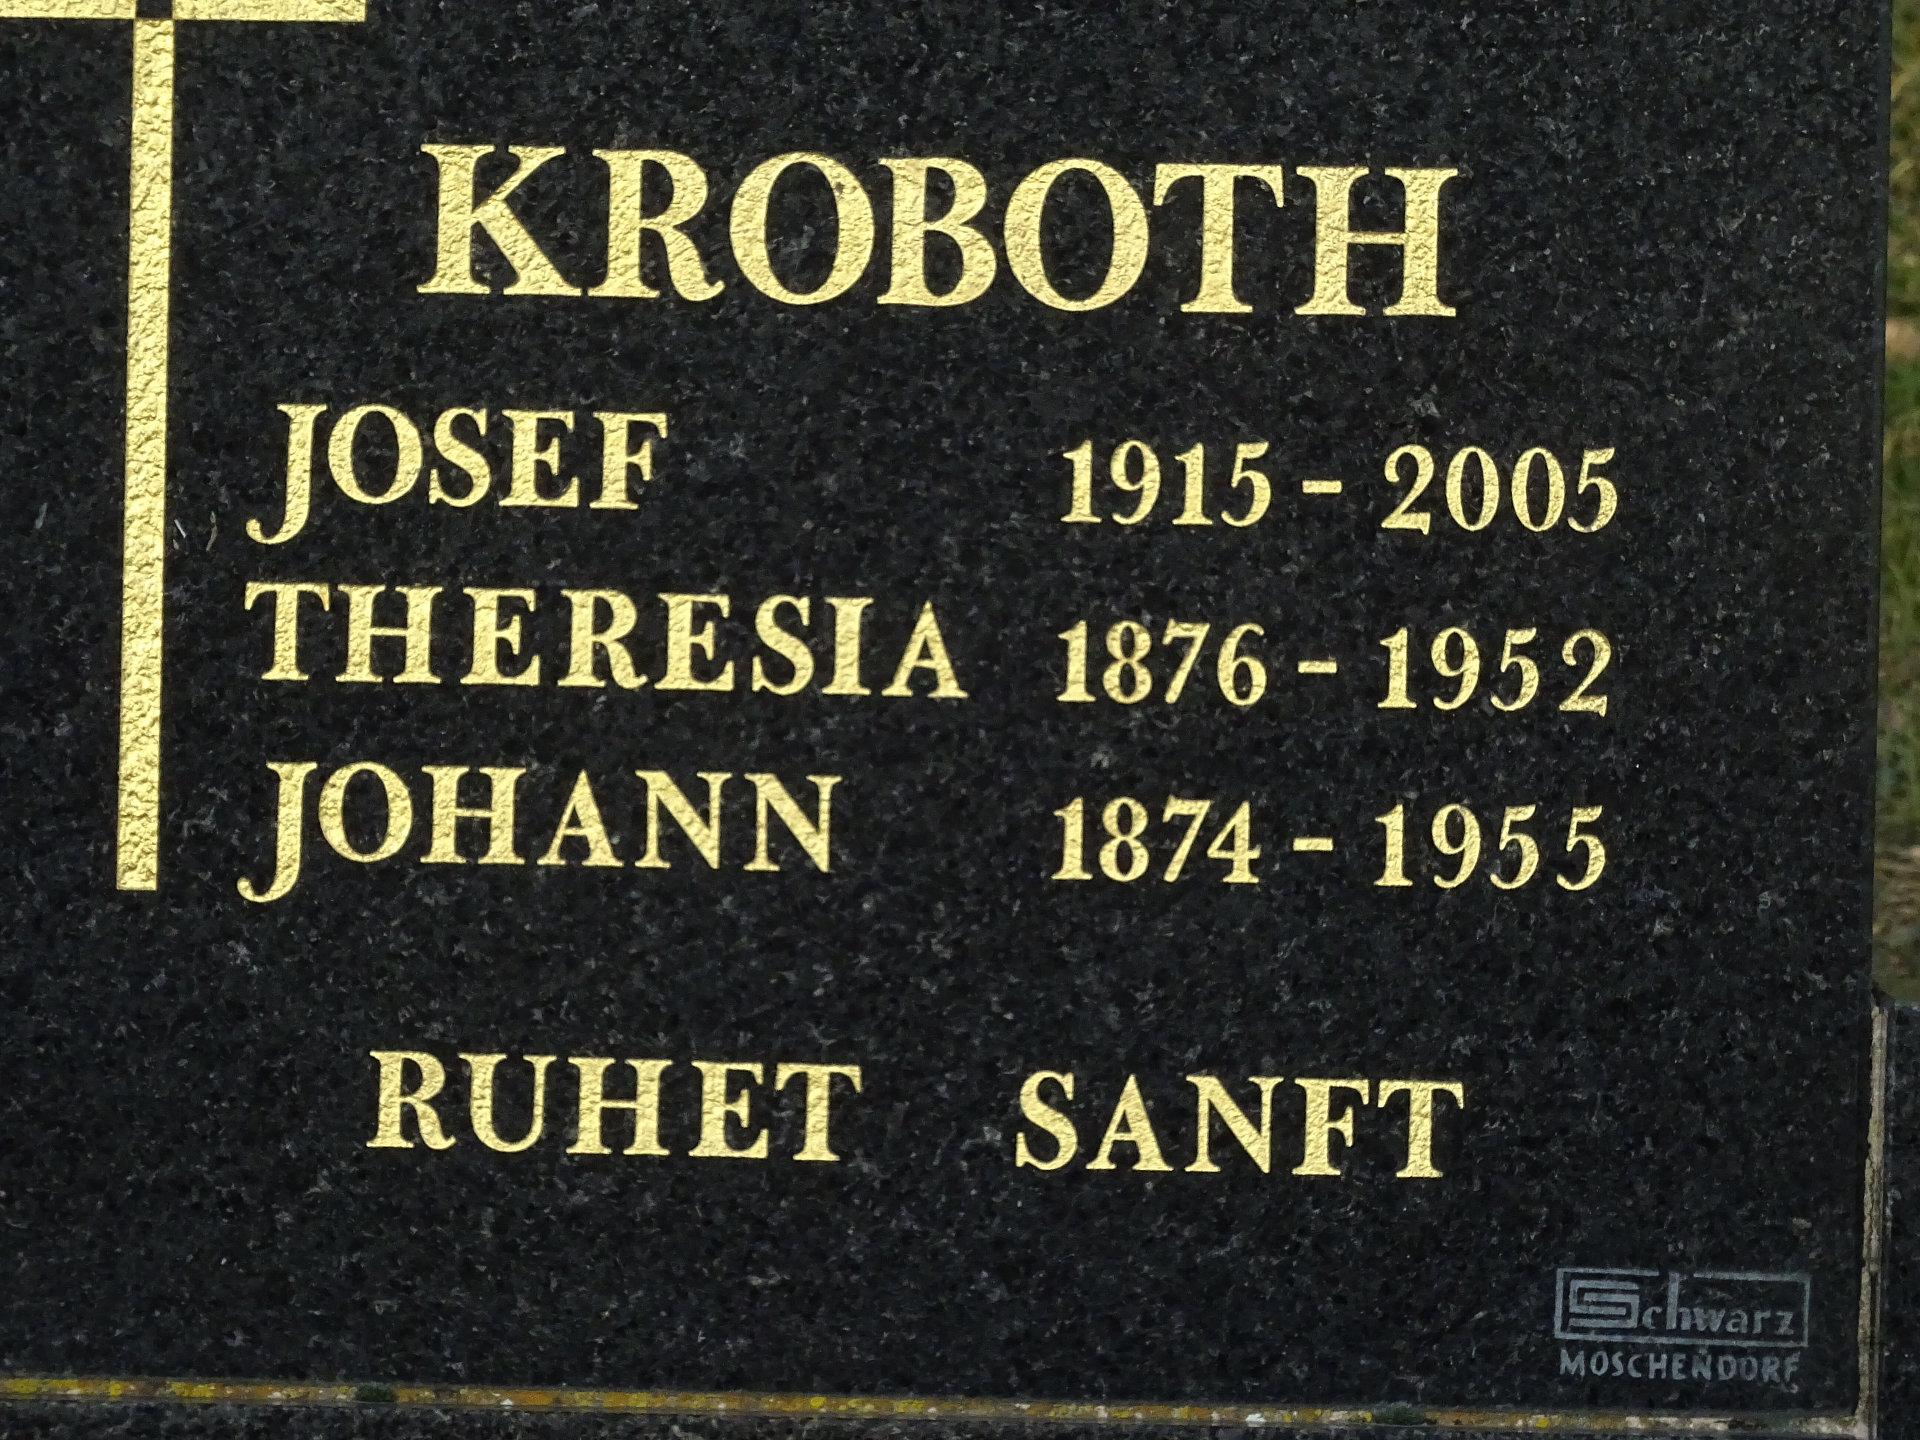 KROBOTH
JOSEF 1915 - 2005
THERESIA 1876 - 1952
JOHANN 1874 - 1955
RUHET SANFT
Schwarz
MOSCHENDORF